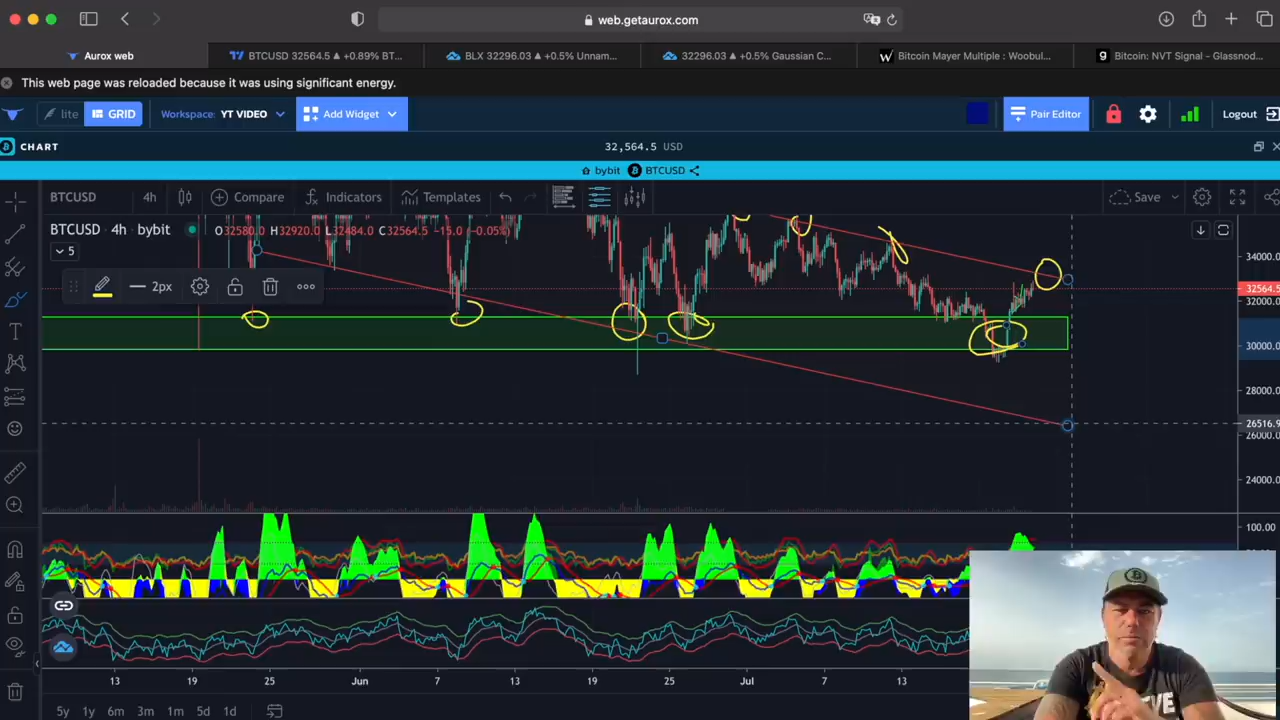 web.getaurox.com
Aurox web
BTCUSD 32564.5 ▲ +0.89% BT...
BLX 32296.03 ▲ +0.5% Unnam...
32296.03 ▲ +0.5% Gaussian C...
W Bitcoin Mayer Multiple : Woobul...
g Bitcoin: NVT Signal - Glassnod...
This web page was reloaded because it was using significant energy.
lite GRID Workspace: YT VIDEO Add Widget Pair Editor Logout
CHART 32,564.5 USD
bybit BTCUSD
BTCUSD 4h Compare Indicators Templates Save
BTCUSD · 4h · bybit O32580.0 H32920.0 L32484.0 C32564.5 -15.0 (-0.05%)
5
2px
34000.0
32564.5
30000.0
28000.0
26516.9
26000.0
24000.0
100.00
13 19 25 Jun 7 13 19 25 Jul 7 13
5y 1y 6m 3m 1m 5d 1d